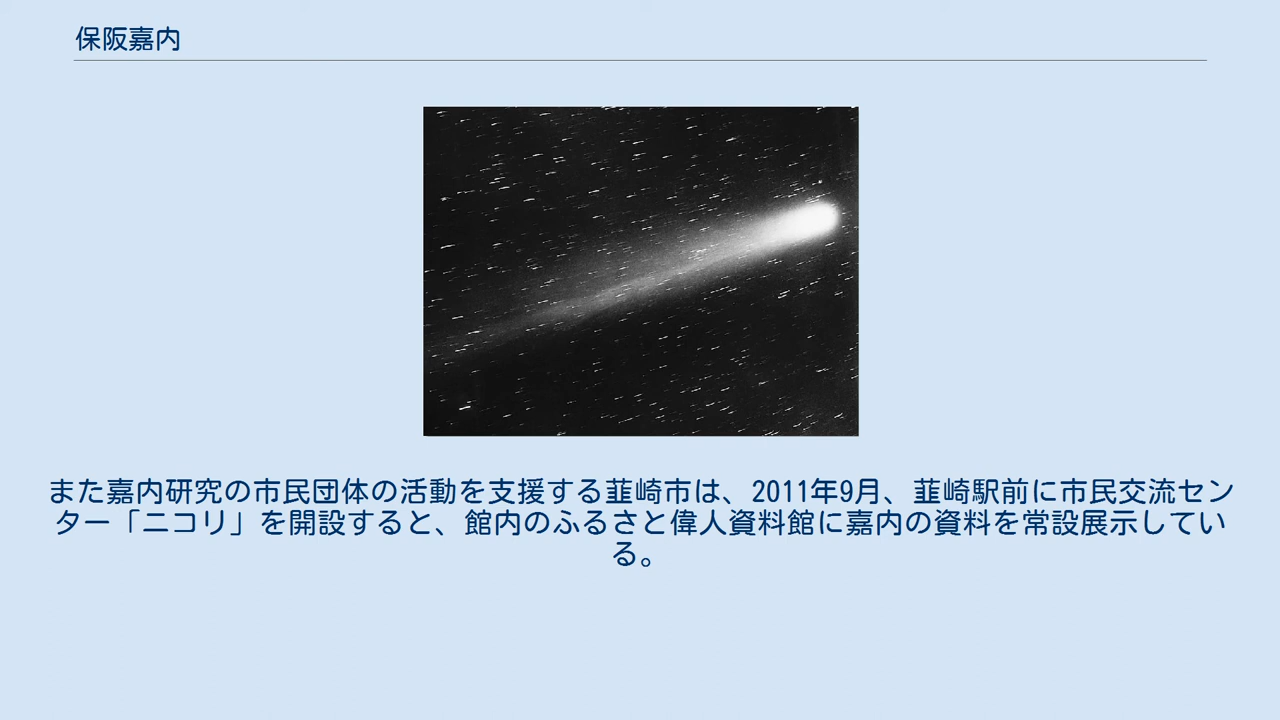 保阪嘉内
また嘉内研究の市民団体の活動を支援する韮崎市は、2011年9月、韮崎駅前に市民交流セン
ター「ニコリ」を開設すると、館内のふるさと偉人資料館に嘉内の資料を常設展示してい
る。